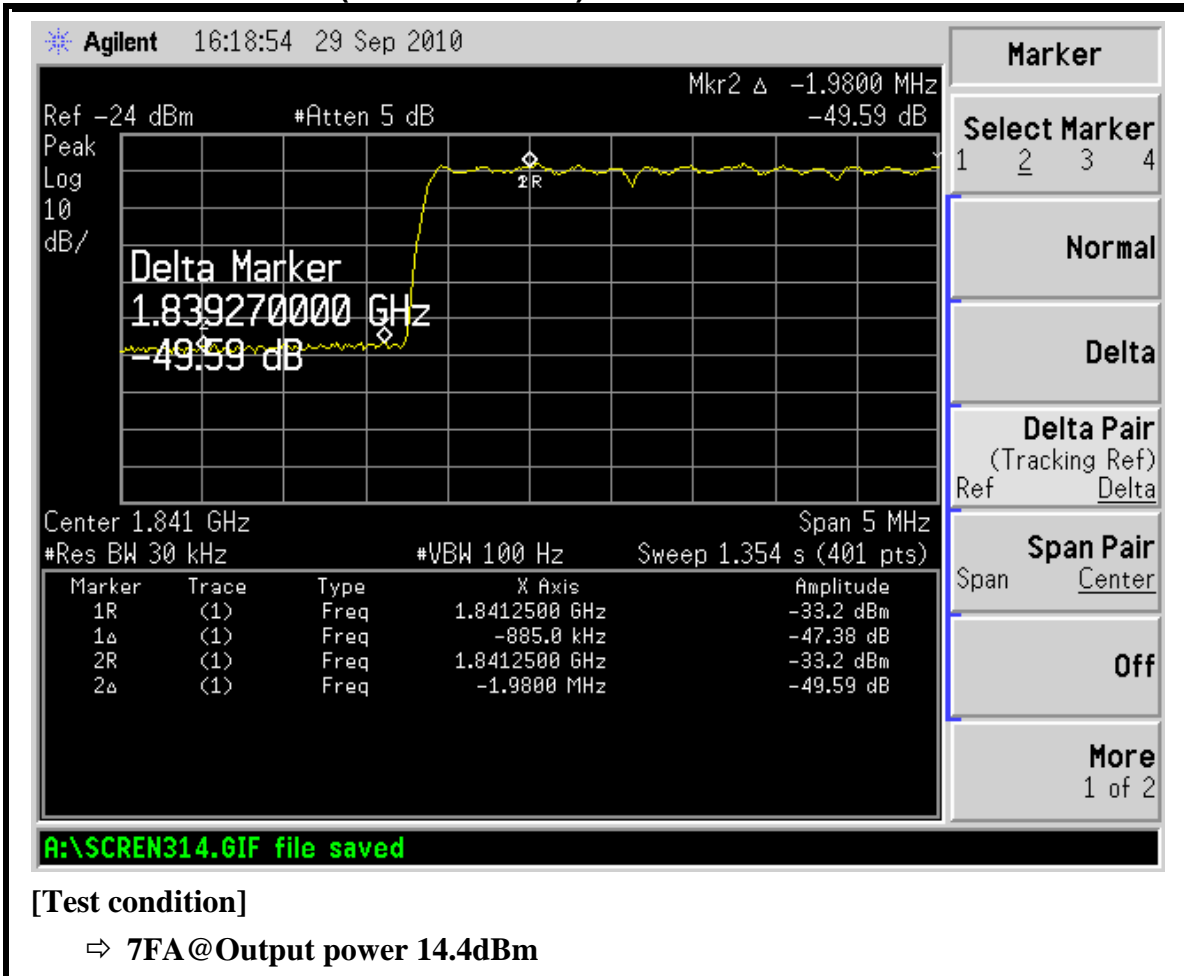 Agilent 16:18:54 29 Sep 2010
Mkr2 Δ -1.9800 MHz
Ref -24 dBm #Atten 5 dB -49.59 dB
Peak
Log
10
dB/
2R
Delta Marker
1.839270000 GHz
-49.59 dB
Center 1.841 GHz Span 5 MHz
#Res BW 30 kHz #VBW 100 Hz Sweep 1.354 s (401 pts)
Marker Trace Type X Axis Amplitude
1R (1) Freq 1.8412500 GHz -33.2 dBm
1Δ (1) Freq -885.0 kHz -47.38 dB
2R (1) Freq 1.8412500 GHz -33.2 dBm
2Δ (1) Freq -1.9800 MHz -49.59 dB
A:\SCREN314.GIF file saved
Marker
Select Marker
1 2 3 4
Normal
Delta
Delta Pair
(Tracking Ref)
Ref Delta
Span Pair
Span Center
Off
More
1 of 2
[Test condition]
⇨ 7FA@Output power 14.4dBm